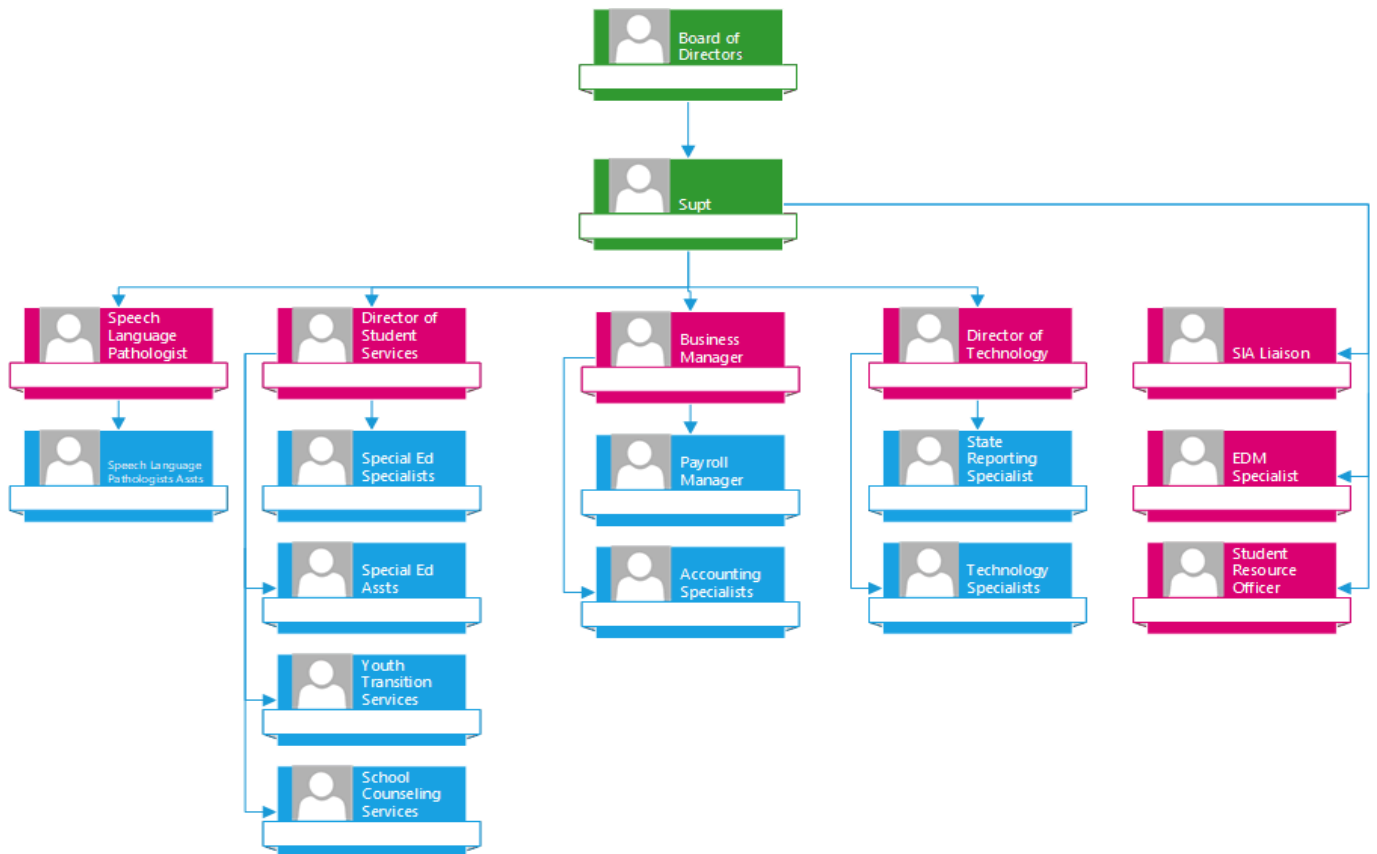 Board of
Directors
Supt
Speech
Language
Pathologist
Director of
Student
Services
Business
Manager
Director of
Technology
SIA Liaison
Speech Language
Pathologists Assts
Special Ed
Specialists
Payroll
Manager
State
Reporting
Specialist
EDM
Specialist
Special Ed
Assts
Accounting
Specialists
Technology
Specialists
Student
Resource
Officer
Youth
Transition
Services
School
Counseling
Services